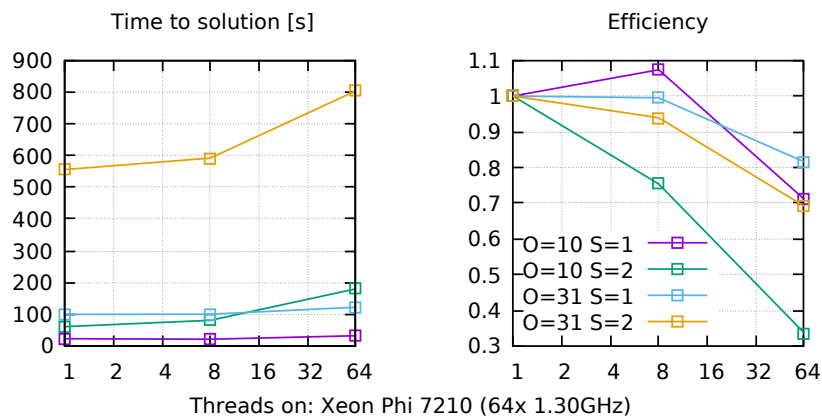 Time to solution [s]
900
800
700
600
500
400
300
200
100
0
1 2 4 8 16 32 64
Efficiency
1.1
1
0.9
0.8
0.7
0.6
0.5
0.4
0.3
O=10 S=1
O=10 S=2
O=31 S=1
O=31 S=2
1 2 4 8 16 32 64
Threads on: Xeon Phi 7210 (64x 1.30GHz)